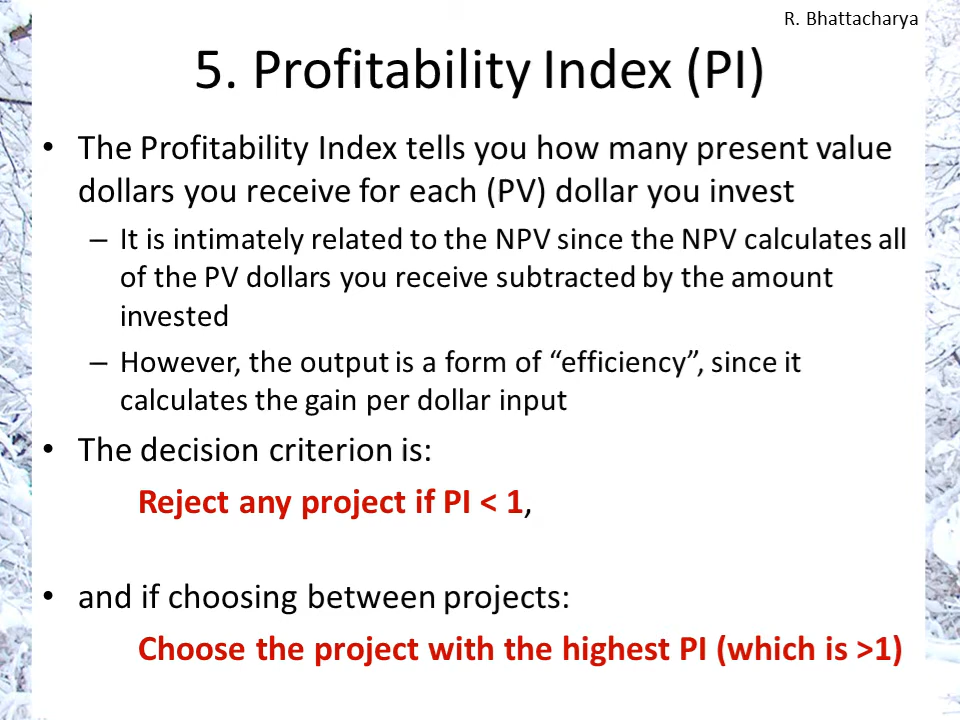 R. Bhattacharya
5. Profitability Index (PI)
• The Profitability Index tells you how many present value
dollars you receive for each (PV) dollar you invest
– It is intimately related to the NPV since the NPV calculates all
of the PV dollars you receive subtracted by the amount
invested
– However, the output is a form of “efficiency”, since it
calculates the gain per dollar input
• The decision criterion is:
Reject any project if PI < 1,
• and if choosing between projects:
Choose the project with the highest PI (which is >1)